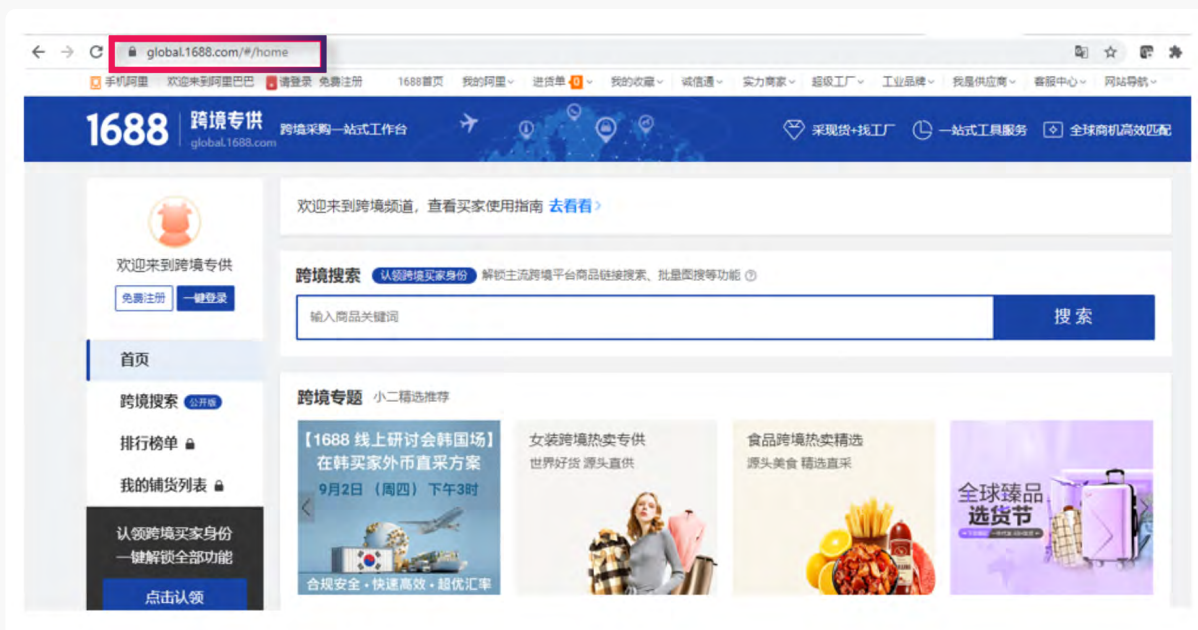 global.1688.com/#/home
手机阿里 欢迎来到阿里巴巴 请登录 免费注册 1688首页 我的阿里 进货单 0 我的收藏 诚信通 实力商家 超级工厂 工业品牌 我是供应商 客服中心 网站导航
1688 跨境专供 global.1688.com 跨境采购一站式工作台 采现货+找工厂 一站式工具服务 全球商机高效匹配
欢迎来到跨境专供
免费注册 一键登录
首页
跨境搜索 公开版
排行榜单
我的铺货列表
认领跨境买家身份
一键解锁全部功能
点击认领
欢迎来到跨境频道，查看买家使用指南 去看看>
跨境搜索 认领跨境买家身份 解锁主流跨境平台商品链接搜索、批量图搜等功能
输入商品关键词 搜索
跨境专题 小二精选推荐
【1688 线上研讨会韩国场】
在韩买家外币直采方案
9月2日 （周四）下午3时
合规安全·快速高效·超优汇率
女装跨境热卖专供
世界好货 源头直供
食品跨境热卖精选
源头美食 精选直采
全球臻品
选货节